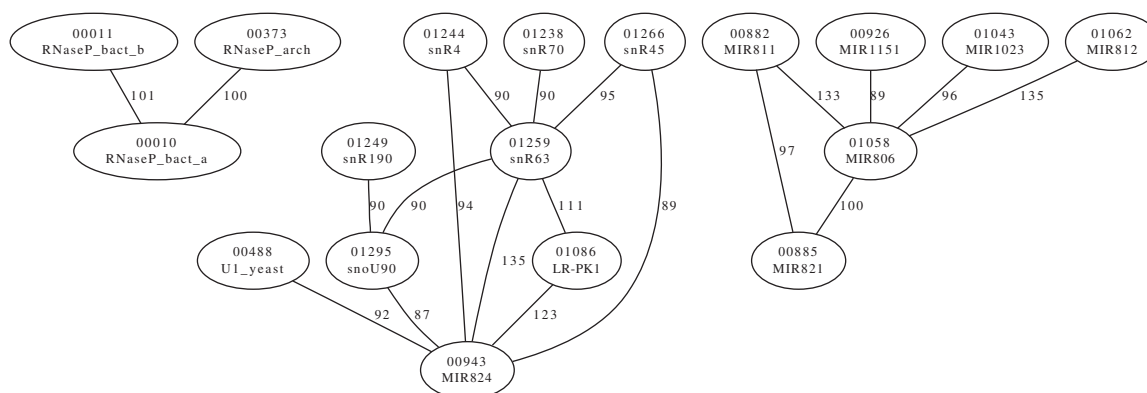 00011
RNaseP_bact_b
00373
RNaseP_arch
01244
snR4
01238
snR70
01266
snR45
00882
MIR811
00926
MIR1151
01043
MIR1023
01062
MIR812
101
100
90
90
95
133
89
96
135
00010
RNaseP_bact_a
01249
snR190
01259
snR63
01058
MIR806
97
90
90
94
111
89
100
00488
U1_yeast
01295
snoU90
135
01086
LR-PK1
00885
MIR821
92
87
123
00943
MIR824